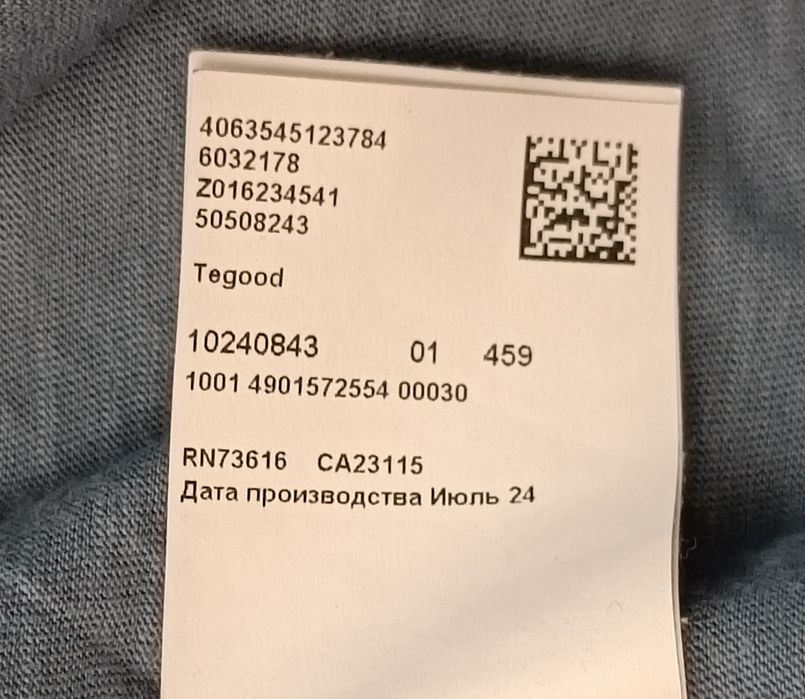 4063545123784
6032178
Z016234541
50508243
Tegood
10240843 01 459
1001 4901572554 00030
RN73616 CA23115
Дата производства Июль 24